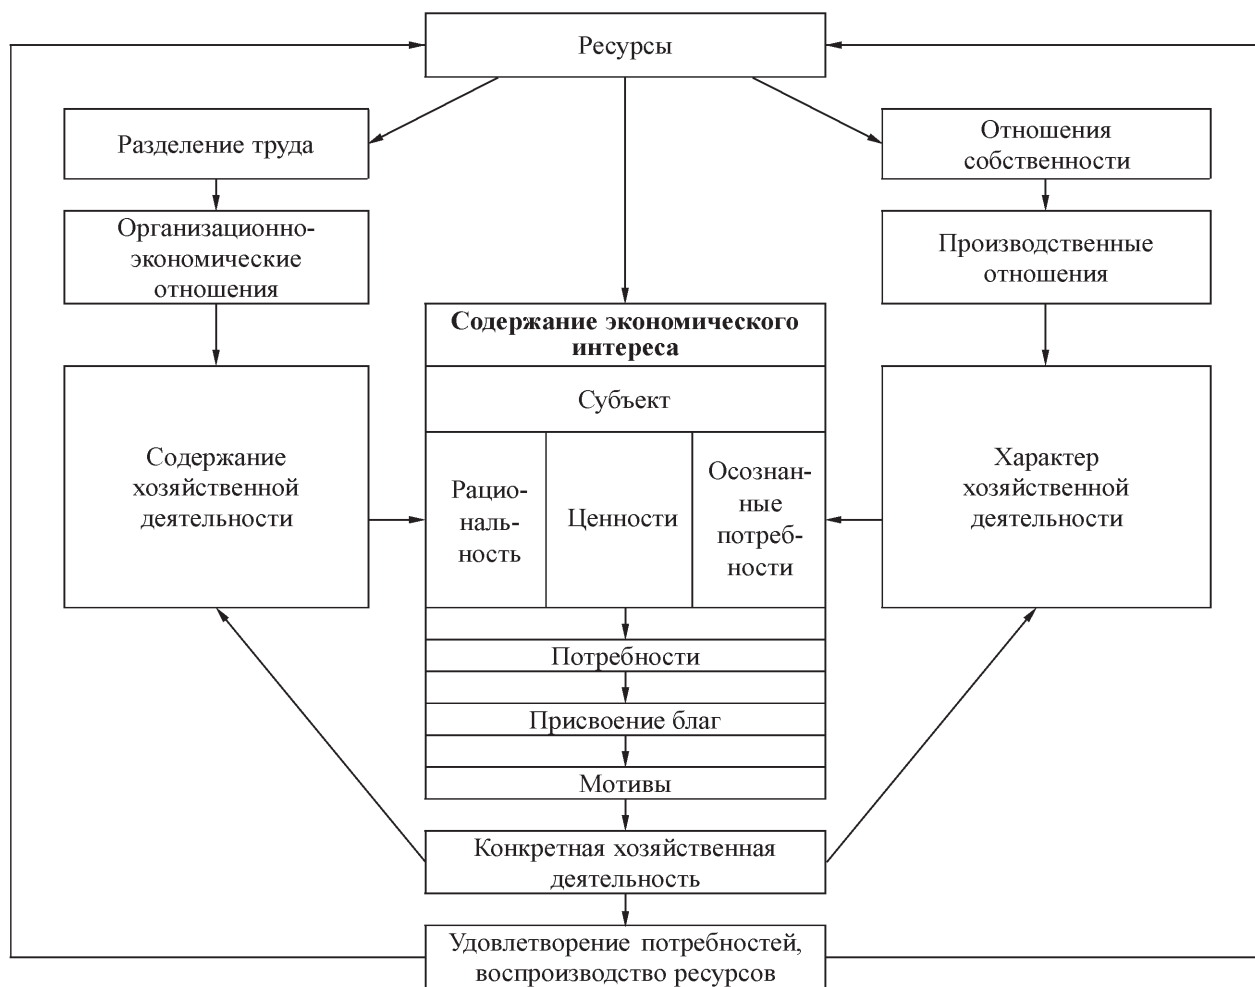 Ресурсы
Разделение труда
Отношения
собственности
Организационно-
экономические
отношения
Производственные
отношения
Содержание экономического
интереса
Субъект
Содержание
хозяйственной
деятельности
Рацио-
наль-
ность
Ценности
Осознан-
ные
потреб-
ности
Характер
хозяйственной
деятельности
Потребности
Присвоение благ
Мотивы
Конкретная хозяйственная
деятельность
Удовлетворение потребностей,
воспроизводство ресурсов